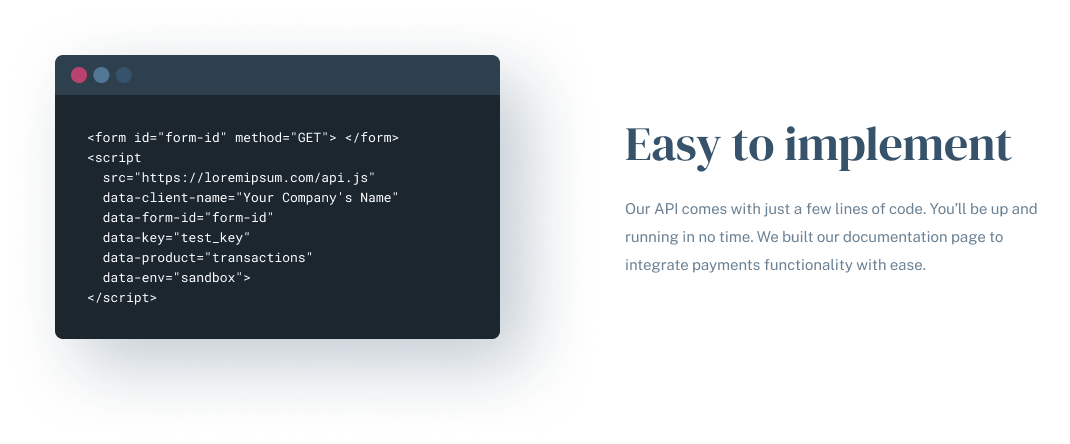 <form id="form-id" method="GET"> </form>
<script
  src="https://loremipsum.com/api.js"
  data-client-name="Your Company's Name"
  data-form-id="form-id"
  data-key="test_key"
  data-product="transactions"
  data-env="sandbox">
</script>
Easy to implement
Our API comes with just a few lines of code. You’ll be up and
running in no time. We built our documentation page to
integrate payments functionality with ease.